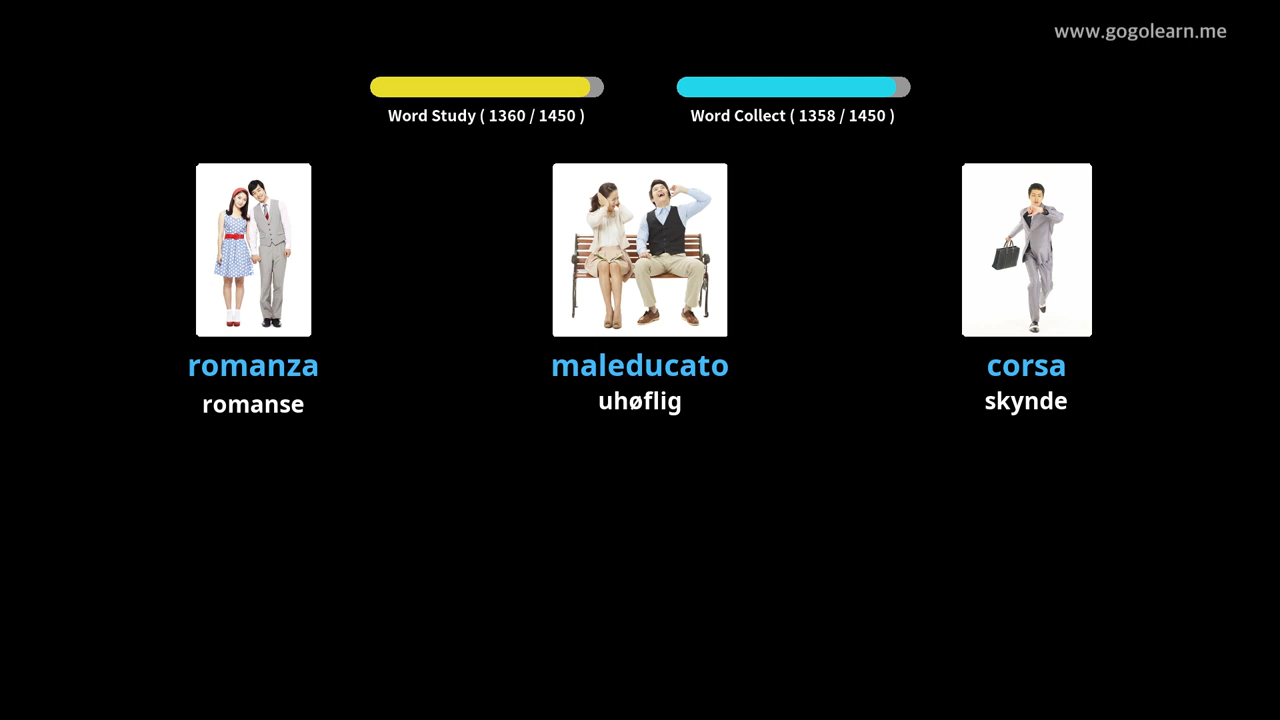 www.gogolearn.me
Word Study ( 1360 / 1450 )
Word Collect ( 1358 / 1450 )
romanza
romanse
maleducato
uhøflig
corsa
skynde